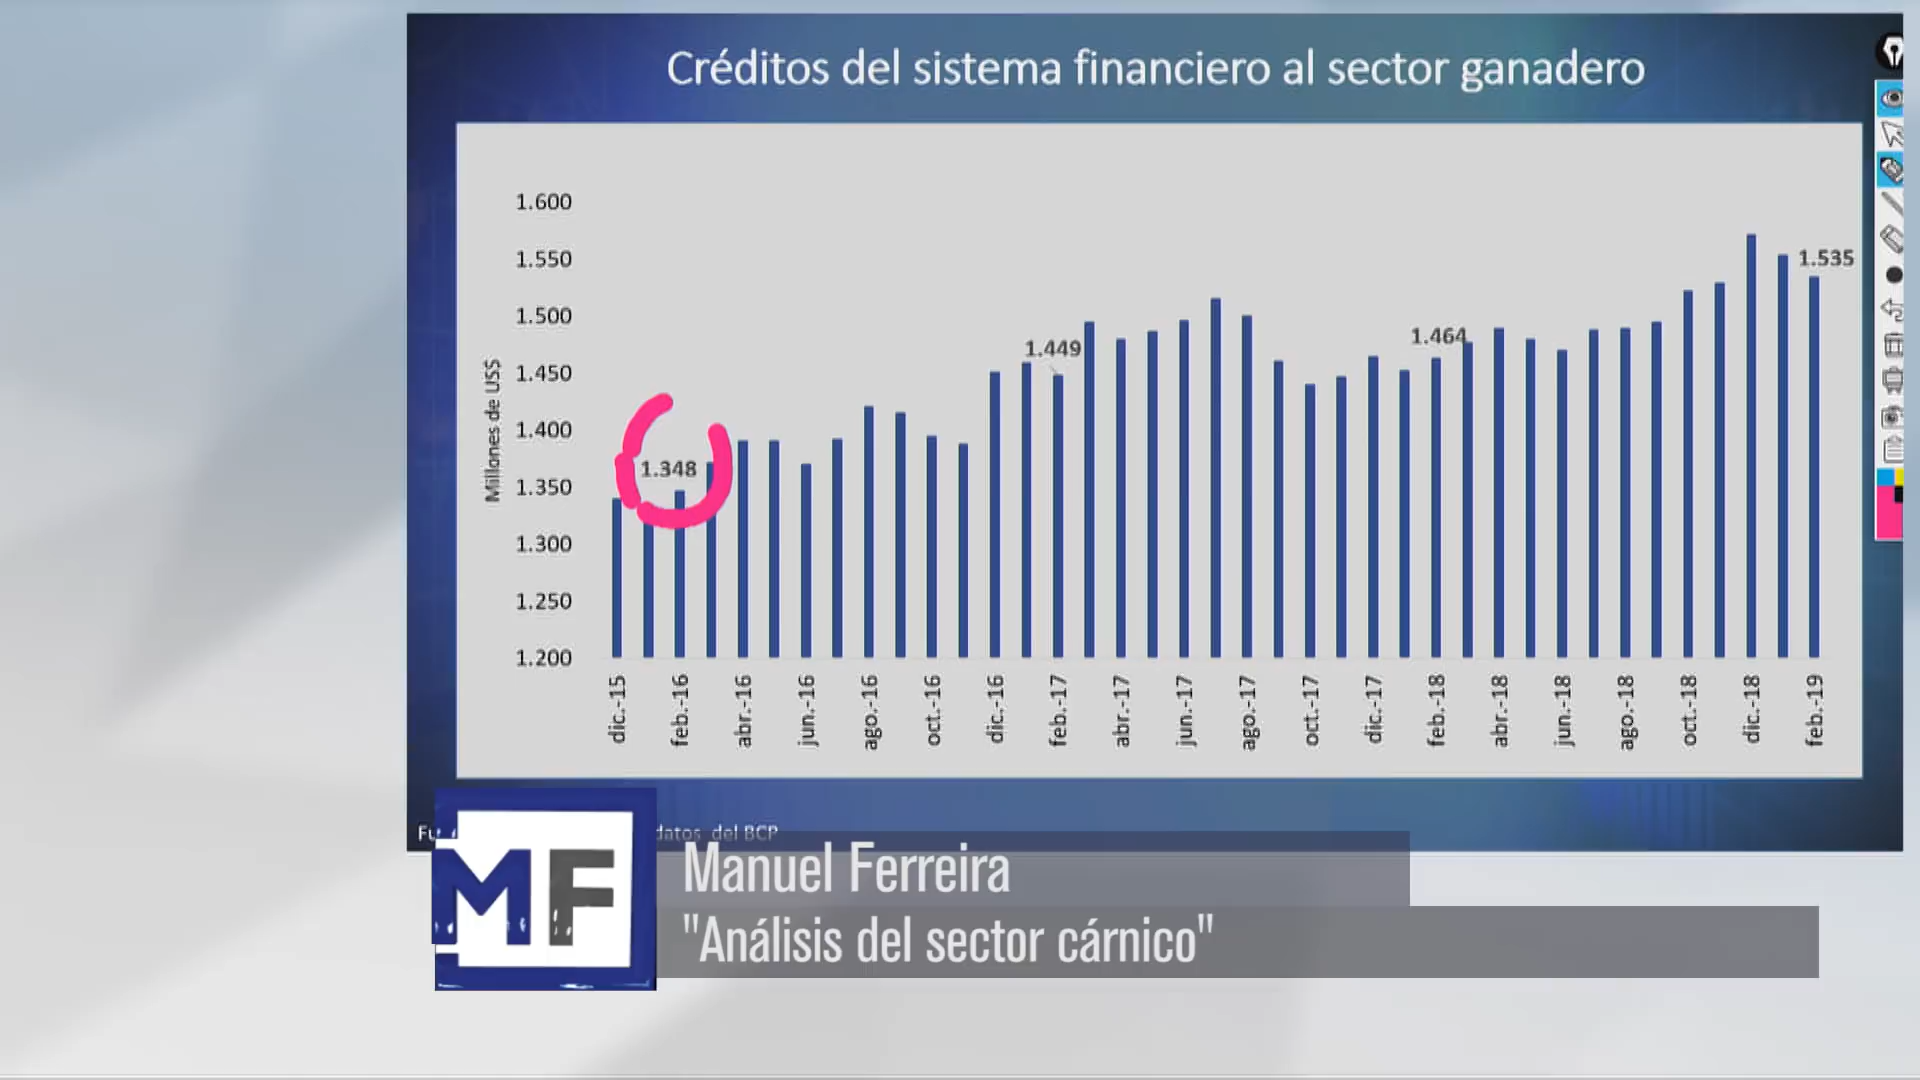 Créditos del sistema financiero al sector ganadero
Millones de US$
1.600
1.550
1.500
1.450
1.400
1.350
1.300
1.250
1.200
1.348
1.449
1.464
1.535
dic.-15
feb.-16
abr.-16
jun.-16
ago.-16
oct.-16
dic.-16
feb.-17
abr.-17
jun.-17
ago.-17
oct.-17
dic.-17
feb.-18
abr.-18
jun.-18
ago.-18
oct.-18
dic.-18
feb.-19
datos del BCP
MF
Manuel Ferreira
"Análisis del sector cárnico"